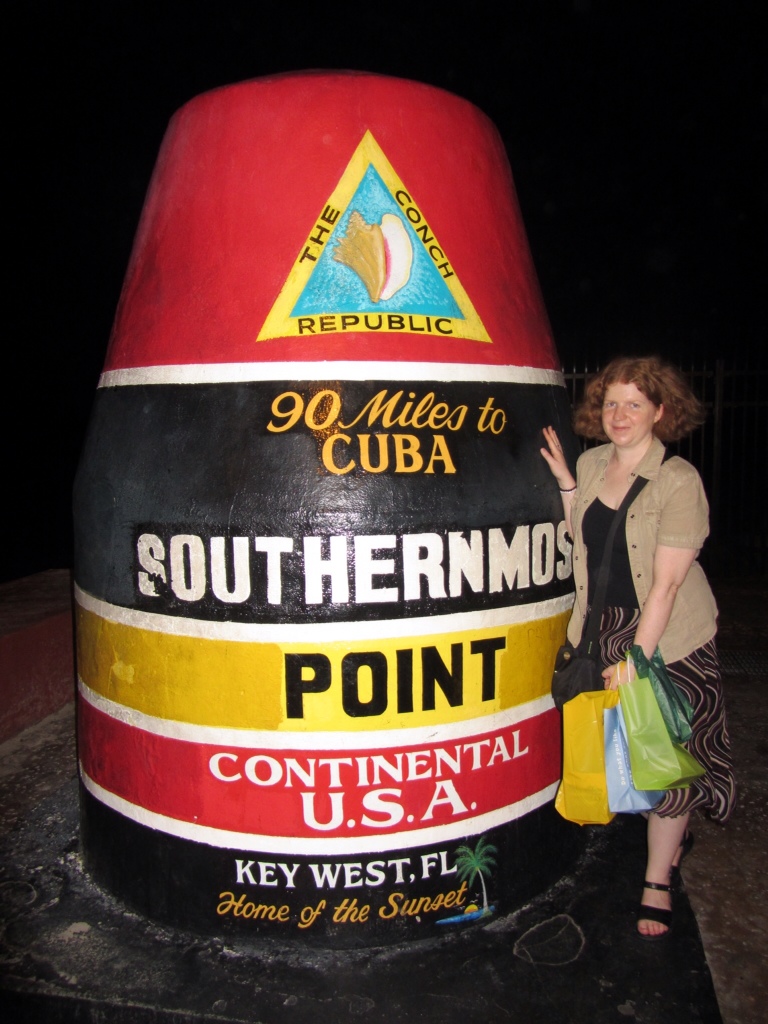 THE CONCH
REPUBLIC
90 Miles to
CUBA
SOUTHERNMOS
POINT
CONTINENTAL
U.S.A.
KEY WEST, FL
Home of the Sunset